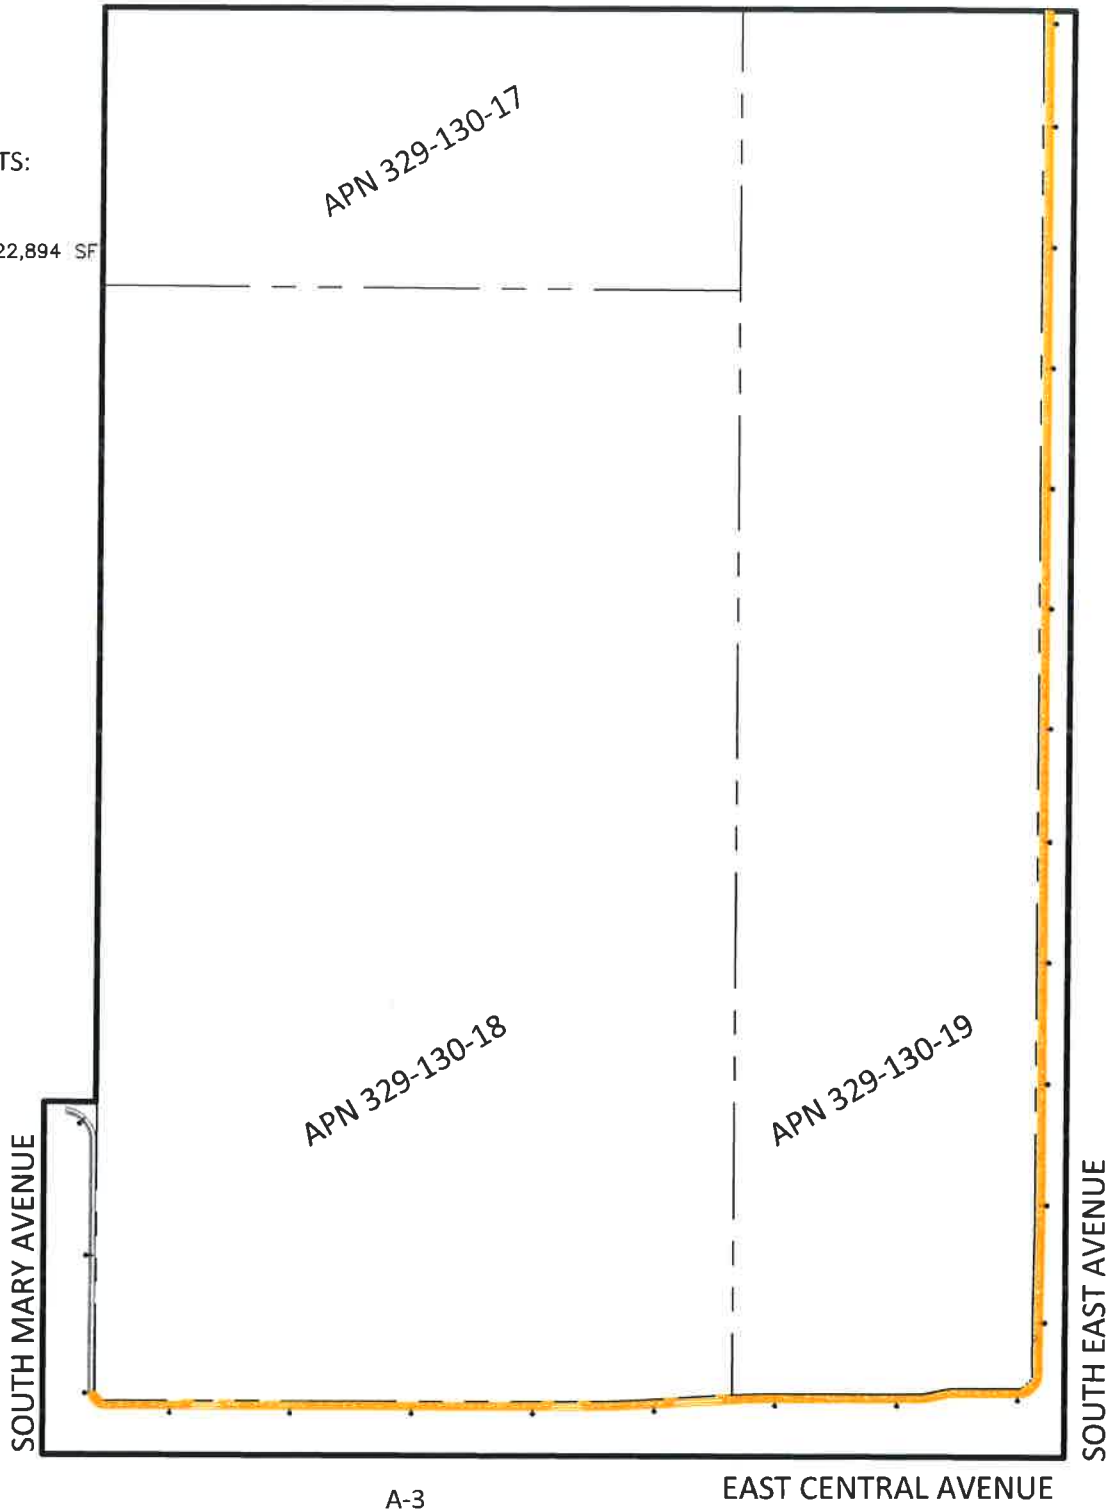 APN 329-130-17
TS:
22,894 SF
APN 329-130-18
APN 329-130-19
SOUTH MARY AVENUE
SOUTH EAST AVENUE
EAST CENTRAL AVENUE
A-3